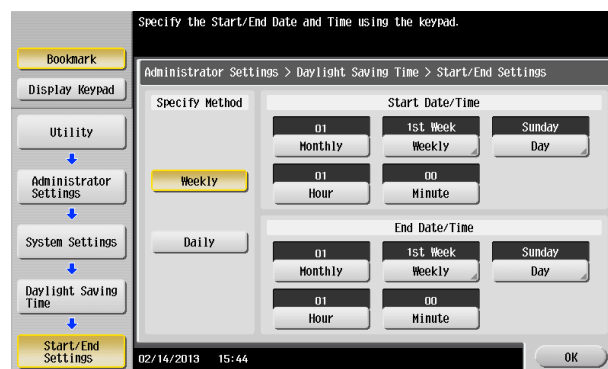 Specify the Start/End Date and Time using the keypad.
Bookmark
Display Keypad
Utility
Administrator
Settings
System Settings
Daylight Saving
Time
Start/End
Settings
Administrator Settings > Daylight Saving Time > Start/End Settings
Specify Method
Weekly
Daily
Start Date/Time
01 1st Week Sunday
Monthly Weekly Day
01 00
Hour Minute
End Date/Time
01 1st Week Sunday
Monthly Weekly Day
01 00
Hour Minute
02/14/2013 15:44
OK